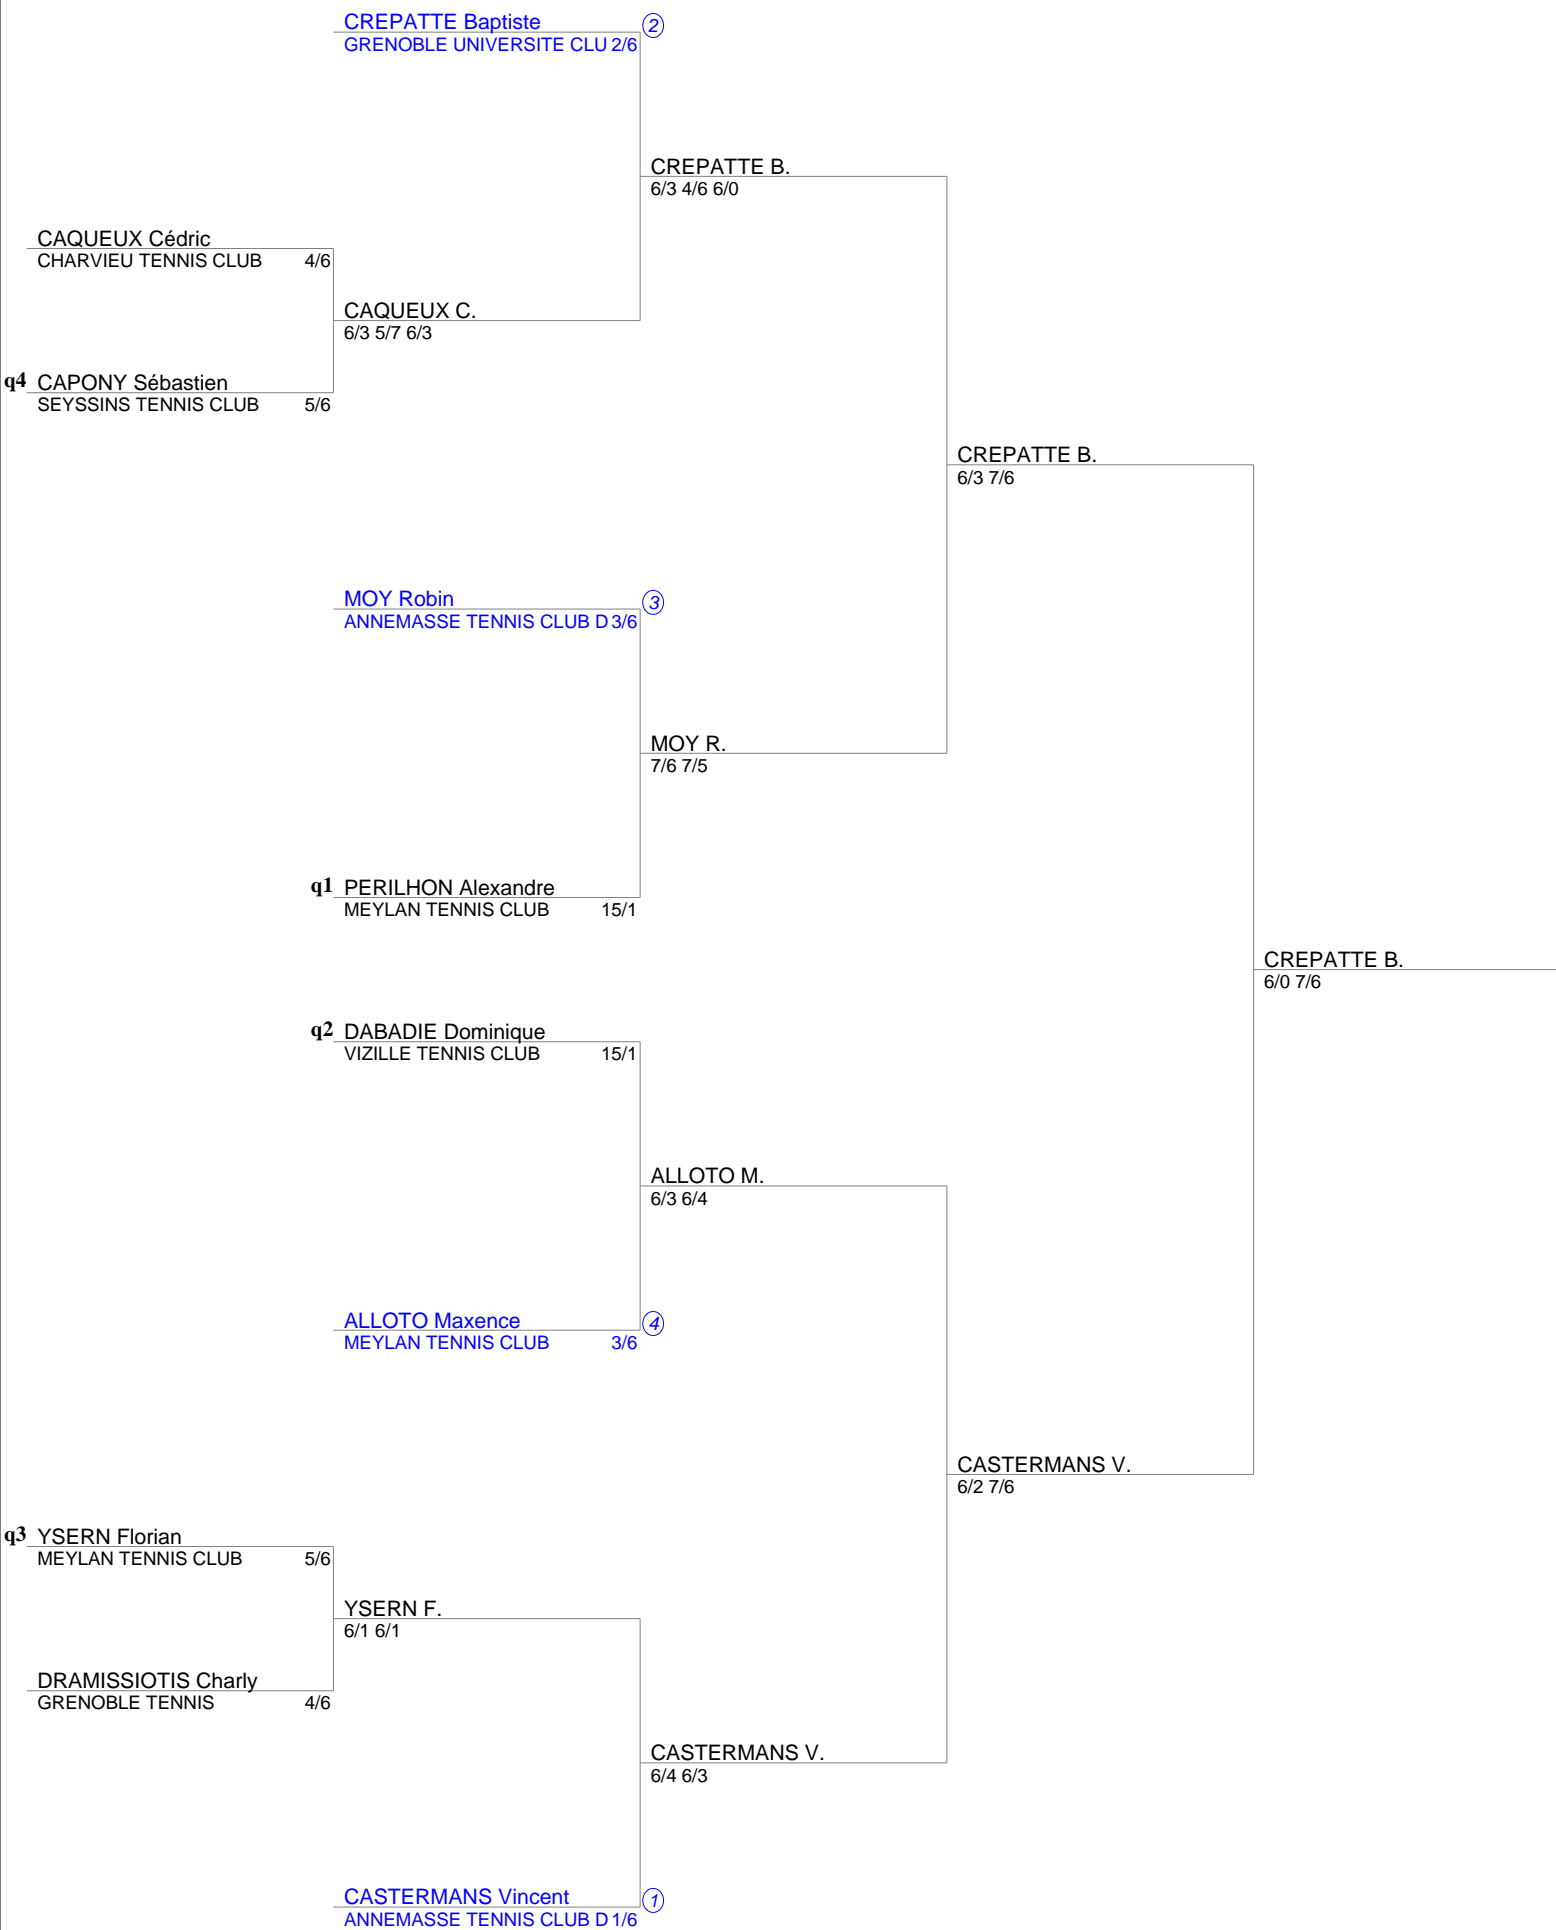 CREPATTE Baptiste 2
GRENOBLE UNIVERSITE CLU 2/6
CREPATTE B.
6/3 4/6 6/0
CAQUEUX Cédric
CHARVIEU TENNIS CLUB 4/6
CAQUEUX C.
6/3 5/7 6/3
q4 CAPONY Sébastien
SEYSSINS TENNIS CLUB 5/6
CREPATTE B.
6/3 7/6
MOY Robin 3
ANNEMASSE TENNIS CLUB D 3/6
MOY R.
7/6 7/5
q1 PERILHON Alexandre
MEYLAN TENNIS CLUB 15/1
CREPATTE B.
6/0 7/6
q2 DABADIE Dominique
VIZILLE TENNIS CLUB 15/1
ALLOTO M.
6/3 6/4
ALLOTO Maxence 4
MEYLAN TENNIS CLUB 3/6
CASTERMANS V.
6/2 7/6
q3 YSERN Florian
MEYLAN TENNIS CLUB 5/6
YSERN F.
6/1 6/1
DRAMISSIOTIS Charly
GRENOBLE TENNIS 4/6
CASTERMANS V.
6/4 6/3
CASTERMANS Vincent 1
ANNEMASSE TENNIS CLUB D 1/6